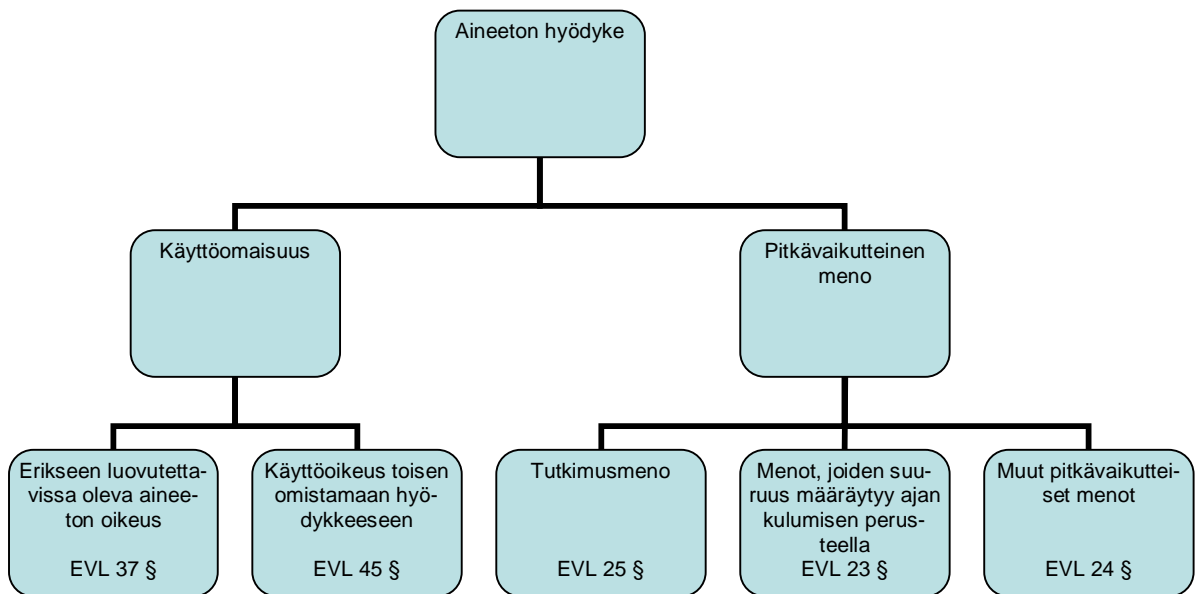 Aineeton hyödyke
Käyttöomaisuus
Pitkävaikutteinen
meno
Erikseen luovutetta-
vissa oleva ainee-
ton oikeus
EVL 37 §
Käyttöoikeus toisen
omistamaan hyö-
dykkeeseen
EVL 45 §
Tutkimusmeno
EVL 25 §
Menot, joiden suu-
ruus määräytyy ajan
kulumisen perus-
teella
EVL 23 §
Muut pitkävaikuttei-
set menot
EVL 24 §